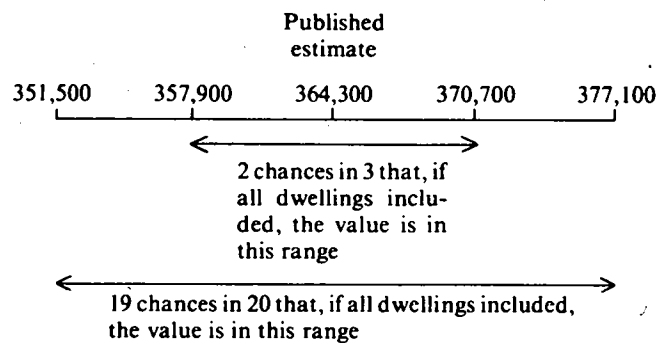 Published
estimate
351,500 357,900 364,300 370,700 377,100
2 chances in 3 that, if
all dwellings inclu-
ded, the value is in
this range
19 chances in 20 that, if all dwellings included,
the value is in this range